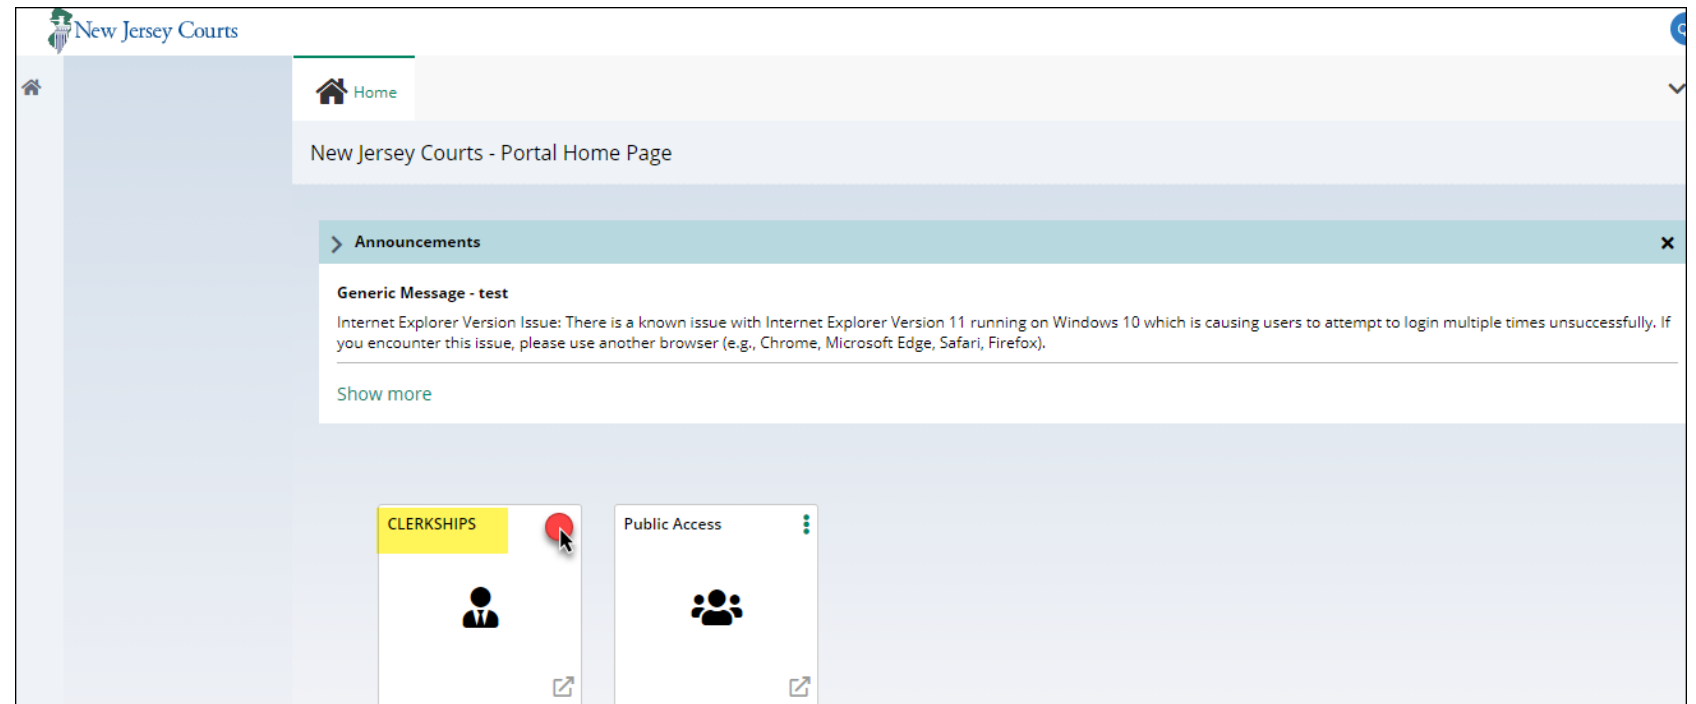 New Jersey Courts
Home
New Jersey Courts - Portal Home Page
Announcements
Generic Message - test
Internet Explorer Version Issue: There is a known issue with Internet Explorer Version 11 running on Windows 10 which is causing users to attempt to login multiple times unsuccessfully. If
you encounter this issue, please use another browser (e.g., Chrome, Microsoft Edge, Safari, Firefox).
Show more
CLERKSHIPS
Public Access